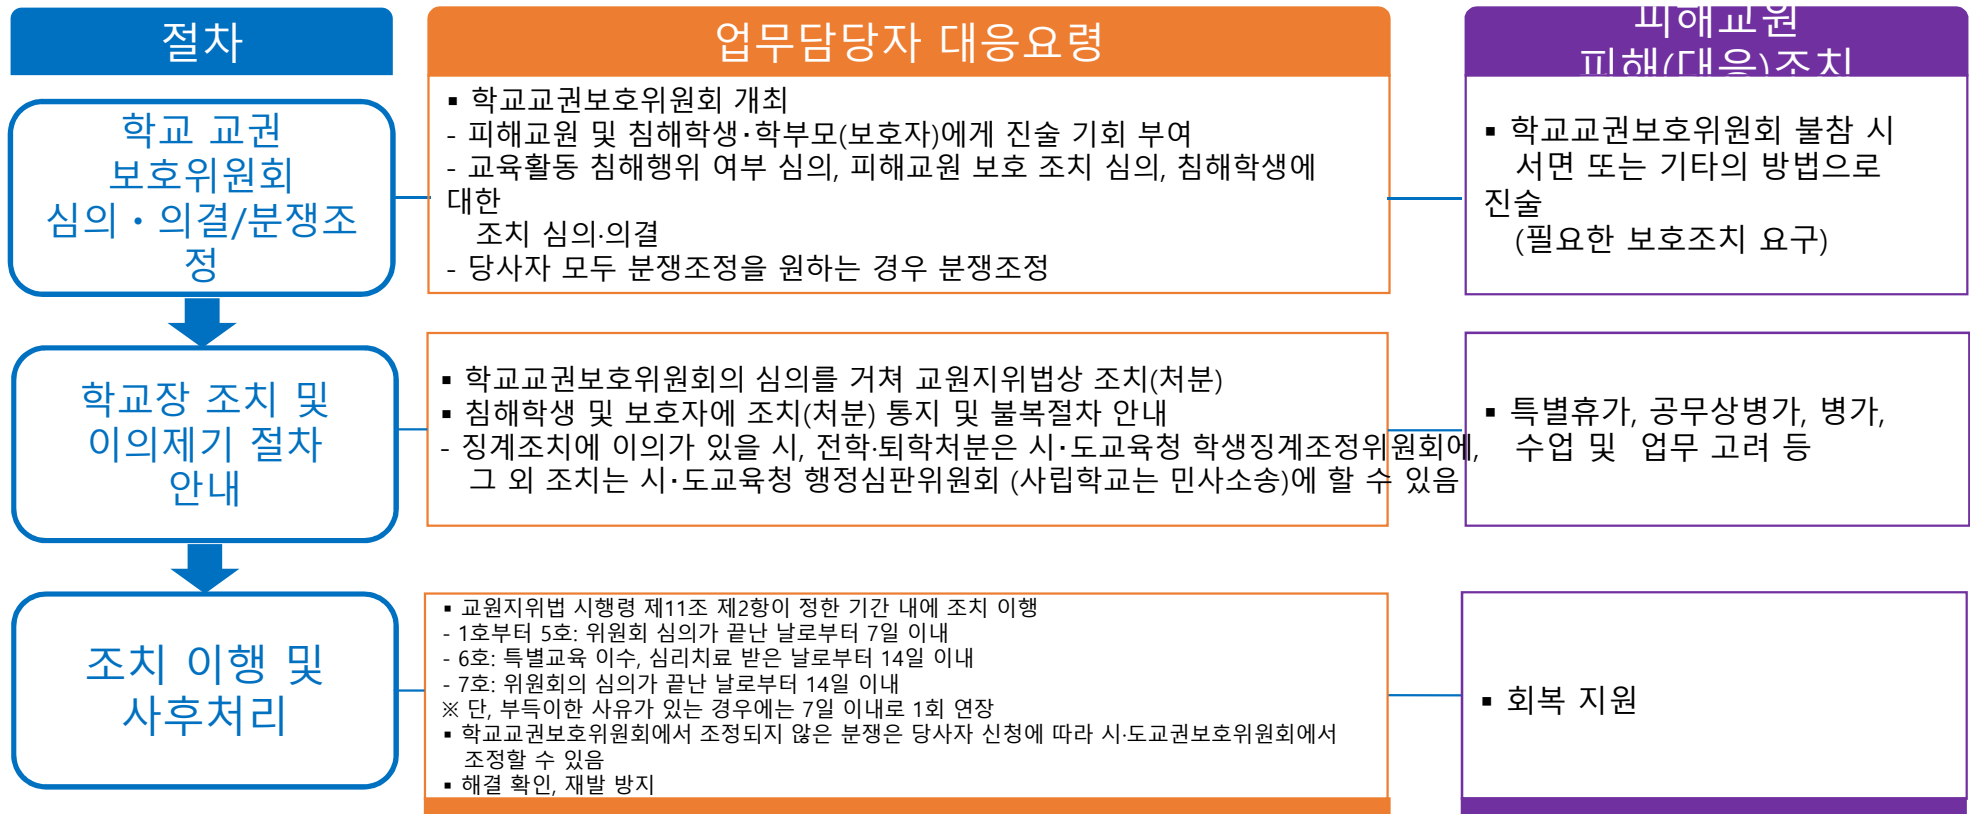 절차
업무담당자 대응요령
피해교원
피해(대응)조치
학교 교권
보호위원회
심의・의결/분쟁조
정
▪ 학교교권보호위원회 개최
- 피해교원 및 침해학생･학부모(보호자)에게 진술 기회 부여
- 교육활동 침해행위 여부 심의, 피해교원 보호 조치 심의, 침해학생에
대한
조치 심의·의결
- 당사자 모두 분쟁조정을 원하는 경우 분쟁조정
▪ 학교교권보호위원회 불참 시
서면 또는 기타의 방법으로
진술
(필요한 보호조치 요구)
학교장 조치 및
이의제기 절차
안내
▪ 학교교권보호위원회의 심의를 거쳐 교원지위법상 조치(처분)
▪ 침해학생 및 보호자에 조치(처분) 통지 및 불복절차 안내
- 징계조치에 이의가 있을 시, 전학·퇴학처분은 시･도교육청 학생징계조정위원회에,
그 외 조치는 시･도교육청 행정심판위원회 (사립학교는 민사소송)에 할 수 있음
▪ 특별휴가, 공무상병가, 병가,
수업 및 업무 고려 등
조치 이행 및
사후처리
▪ 교원지위법 시행령 제11조 제2항이 정한 기간 내에 조치 이행
- 1호부터 5호: 위원회 심의가 끝난 날로부터 7일 이내
- 6호: 특별교육 이수, 심리치료 받은 날로부터 14일 이내
- 7호: 위원회의 심의가 끝난 날로부터 14일 이내
※ 단, 부득이한 사유가 있는 경우에는 7일 이내로 1회 연장
▪ 학교교권보호위원회에서 조정되지 않은 분쟁은 당사자 신청에 따라 시·도교권보호위원회에서
조정할 수 있음
▪ 해결 확인, 재발 방지
▪ 회복 지원